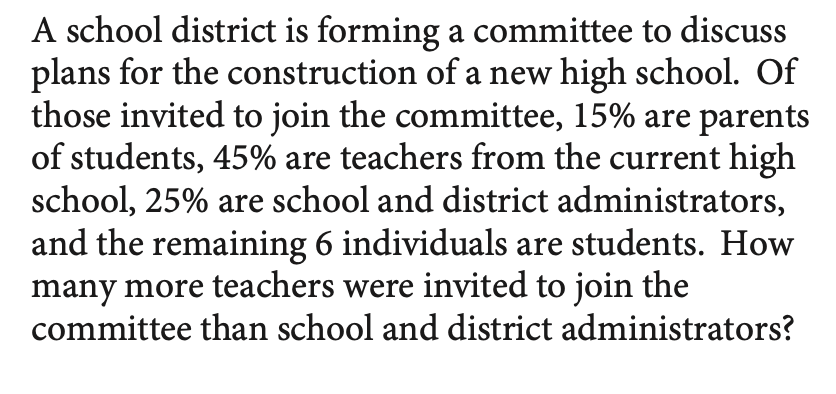 A school district is forming a committee to discuss
plans for the construction of a new high school.  Of
those invited to join the committee, 15% are parents
of students, 45% are teachers from the current high
school, 25% are school and district administrators,
and the remaining 6 individuals are students.  How
many more teachers were invited to join the
committee than school and district administrators?